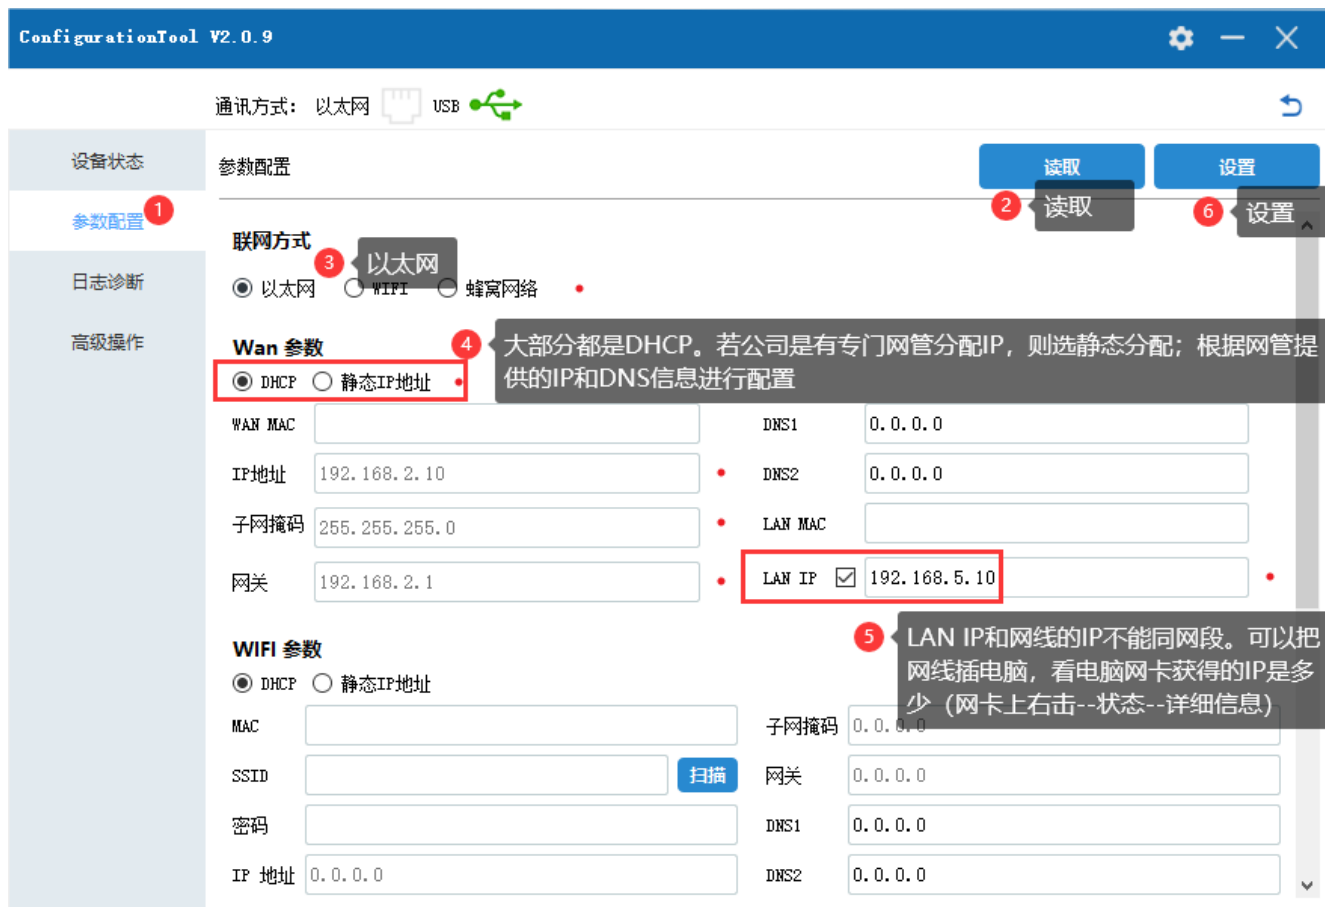 ConfigurationTool V2.0.9
通讯方式： 以太网 USB
设备状态
参数配置 1
日志诊断
高级操作
参数配置
读取 设置
2 读取
6 设置
联网方式
3 以太网
以太网 WIFI 蜂窝网络
Wan 参数
4 大部分都是DHCP。若公司是有专门网管分配IP，则选静态分配；根据网管提
供的IP和DNS信息进行配置
DHCP 静态IP地址
WAN MAC DNS1 0.0.0.0
IP地址 192.168.2.10 DNS2 0.0.0.0
子网掩码 255.255.255.0 LAN MAC
网关 192.168.2.1 LAN IP 192.168.5.10
5 LAN IP和网线的IP不能同网段。可以把
网线插电脑，看电脑网卡获得的IP是多
少（网卡上右击--状态--详细信息）
WIFI 参数
DHCP 静态IP地址
MAC 子网掩码 0.0.0.0
SSID 扫描 网关 0.0.0.0
密码 DNS1 0.0.0.0
IP 地址 0.0.0.0 DNS2 0.0.0.0